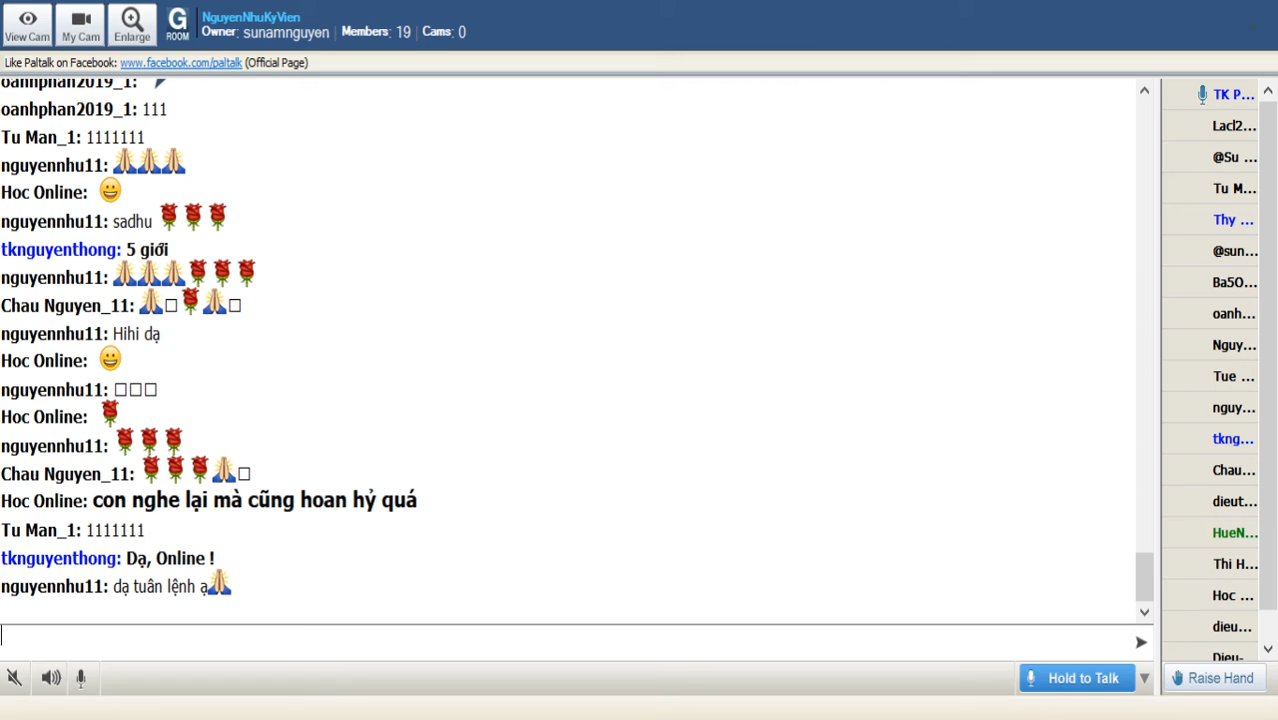 View Cam
My Cam
Enlarge
G
ROOM
NguyenNhuKyVien
Owner: sunamnguyen | Members: 19 | Cams: 0
Like Paltalk on Facebook: www.facebook.com/paltalk (Official Page)
oanhphan2019_1:
oanhphan2019_1: 111
Tu Man_1: 1111111
nguyennhu11: 🙏🙏🙏
Hoc Online: 😀
nguyennhu11: sadhu 🌹🌹🌹
tknguyenthong: 5 giới
nguyennhu11: 🙏🙏🙏🌹🌹🌹
Chau Nguyen_11: 🙏□🌹🙏□
nguyennhu11: Hihi dạ
Hoc Online: 😀
nguyennhu11: □□□
Hoc Online: 🌹
nguyennhu11: 🌹🌹🌹
Chau Nguyen_11: 🌹🌹🌹🙏□
Hoc Online: con nghe lại mà cũng hoan hỷ quá
Tu Man_1: 1111111
tknguyenthong: Dạ, Online !
nguyennhu11: dạ tuân lệnh ạ🙏
TK P...
Lacl2...
@Su ...
Tu M...
Thy ...
@sun...
Ba5O...
oanh...
Nguy...
Tue ...
nguy...
tkng...
Chau...
dieut...
HueN...
Thi H...
Hoc ...
dieu...
Dieu-
Hold to Talk
Raise Hand